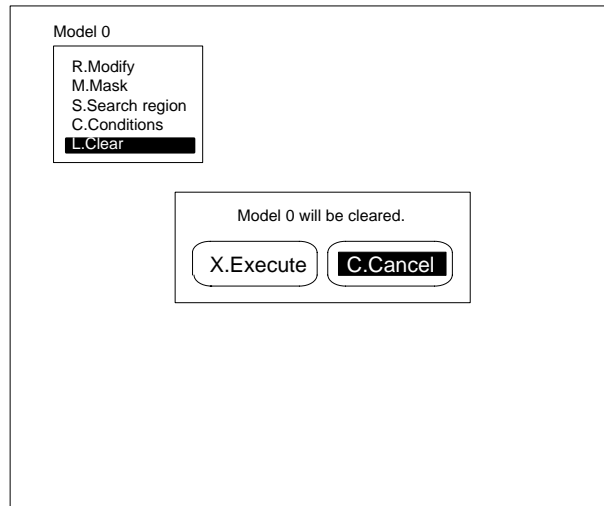 Model 0
R.Modify
M.Mask
S.Search region
C.Conditions
L.Clear
Model 0 will be cleared.
X.Execute C.Cancel